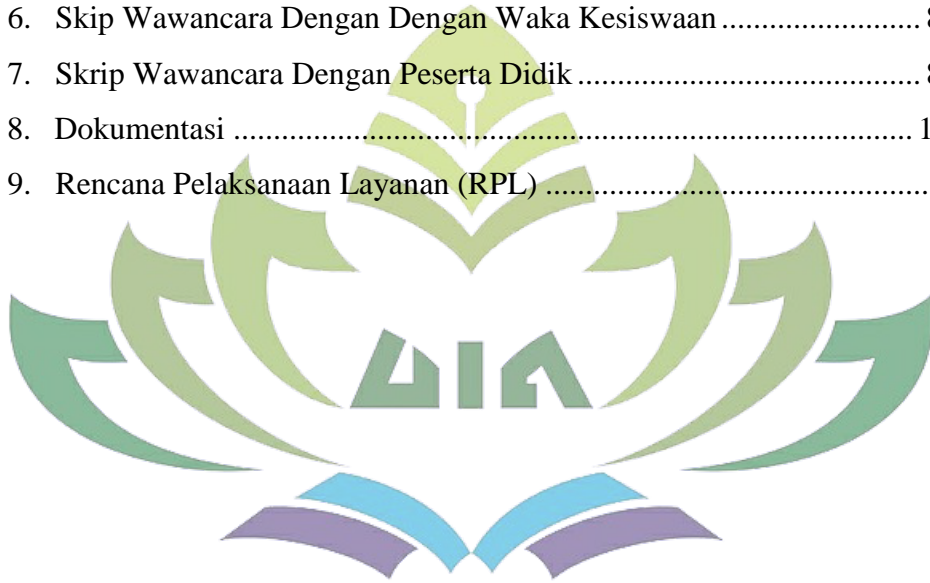 6. Skip Wawancara Dengan Dengan Waka Kesiswaan ................................ 8
7. Skrip Wawancara Dengan Peserta Didik ...................................................... 8
8. Dokumentasi ............................................................................................. 1
9. Rencana Pelaksanaan Layanan (RPL) ......................................................
UIN